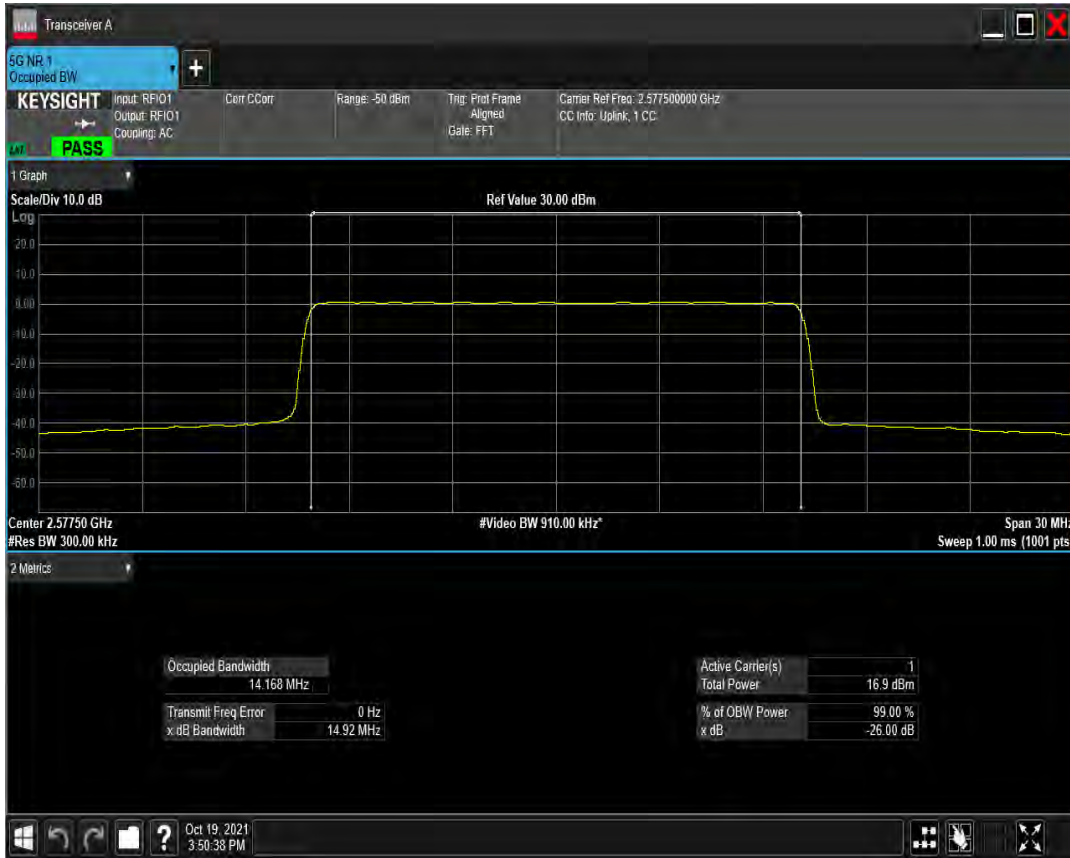 Transceiver A
5G NR 1
Occupied BW
+
KEYSIGHT
PASS
Input: RFIO1
Output: RFIO1
Coupling: AC
Corr CCorr
Range: -50 dBm
Trig: Prot Frame
Aligned
Gate: FFT
Carrier Ref Freq: 2.577500000 GHz
CC Info: Uplink, 1 CC
1 Graph
Scale/Div 10.0 dB
Ref Value 30.00 dBm
Log
20.0
10.0
0.00
-10.0
-20.0
-30.0
-40.0
-50.0
-60.0
Center 2.57750 GHz
#Video BW 910.00 kHz*
Span 30 MHz
#Res BW 300.00 kHz
Sweep 1.00 ms (1001 pts
2 Metrics
Occupied Bandwidth
14.168 MHz
Transmit Freq Error 0 Hz
x dB Bandwidth 14.92 MHz
Active Carrier(s) 1
Total Power 16.9 dBm
% of OBW Power 99.00 %
x dB -26.00 dB
?
Oct 19, 2021
3:50:38 PM